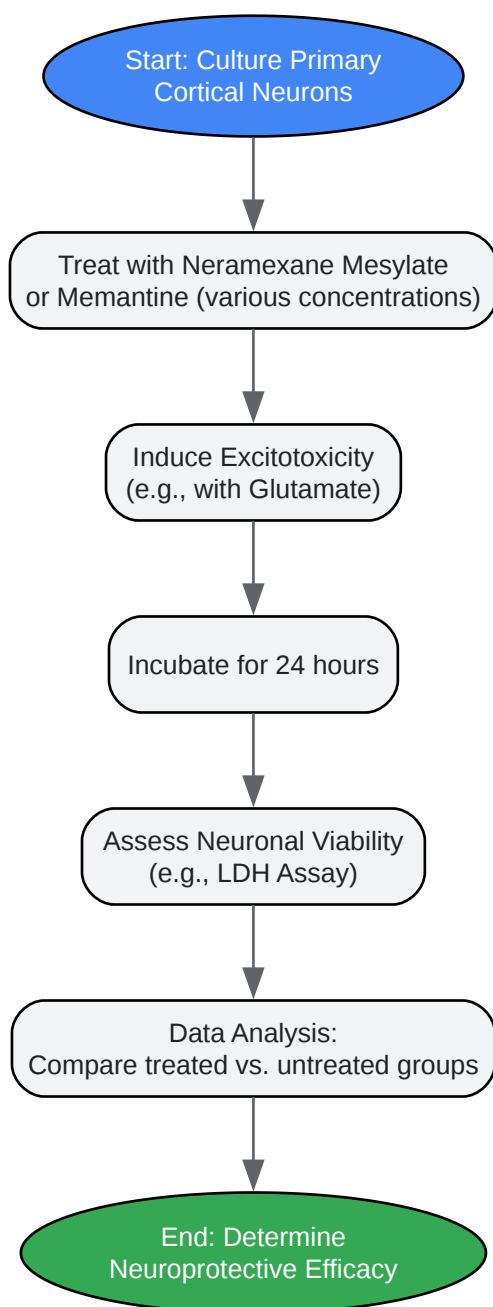 Start: Culture Primary
Cortical Neurons
Treat with Neramexane Mesylate
or Memantine (various concentrations)
Induce Excitotoxicity
(e.g., with Glutamate)
Incubate for 24 hours
Assess Neuronal Viability
(e.g., LDH Assay)
Data Analysis:
Compare treated vs. untreated groups
End: Determine
Neuroprotective Efficacy